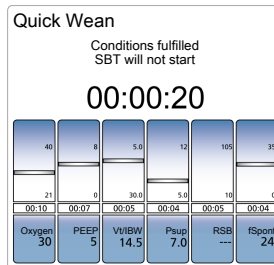 Quick Wean
Conditions fulfilled
SBT will not start
00:00:20
40 8 5.0 12 105 35
21 0 30.0 5.0 10 0
00:10 00:07 00:05 00:04 00:05 00:04
Oxygen PEEP Vt/IBW Psup RSB fSpont
30 5 14.5 7.0 --- 24